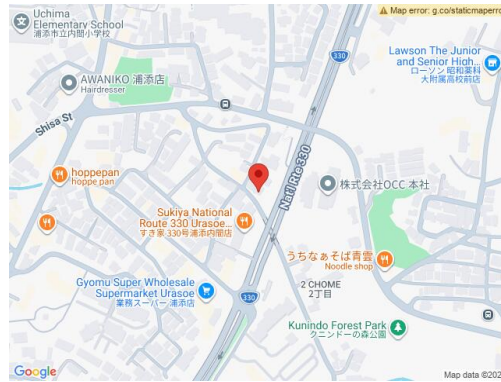 Map error: g.co/staticmaperro
Uchima
Elementary School
浦添市立内間小学校
Lawson The Junior
and Senior High...
ローソン 昭和薬科
大附属高校前店
330
AWANIKO 浦添店
Hairdresser
Shisa St
Nat'l Rte 330
hoppepan
hoppe pan
株式会社OCC 本社
Sukiya National
Route 330 Urasoe...
すき家 330号浦添内間店
うちなぁそば青雲
Noodle shop
Gyomu Super Wholesale
Supermarket Urasoe
業務スーパー 浦添店
330
2 CHOME
2丁目
Kunindo Forest Park
クニンドーの森公園
Google
Map data ©202